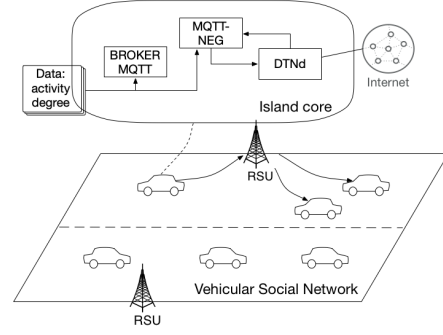 MQTT-
NEG
BROKER
MQTT
DTNd
Data:
activity
degree
Internet
Island core
RSU
Vehicular Social Network
RSU